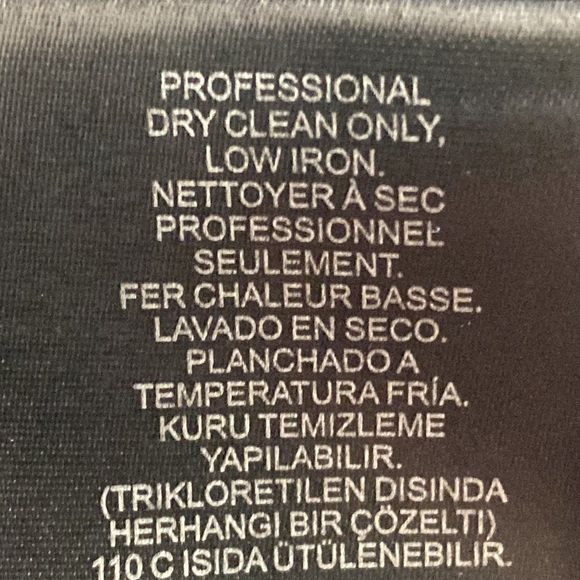 PROFESSIONAL
DRY CLEAN ONLY,
LOW IRON.
NETTOYER À SEC
PROFESSIONNEL
SEULEMENT.
FER CHALEUR BASSE.
LAVADO EN SECO.
PLANCHADO A
TEMPERATURA FRÍA.
KURU TEMIZLEME
YAPILABILIR.
(TRIKLORETILEN DISINDA
HERHANGI BIR ÇÖZELTI)
110 C ISIDA ÜTÜLENEBILIR.